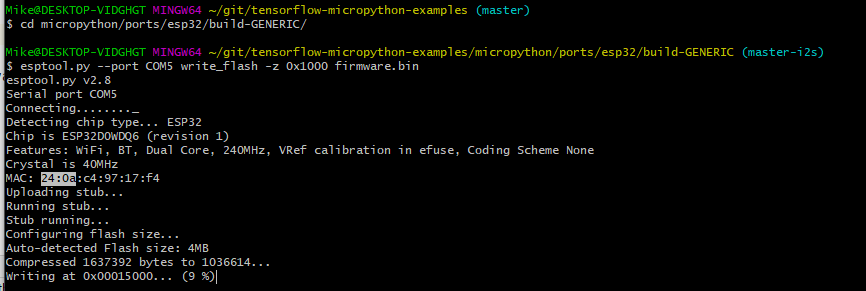 Mike@DESKTOP-VIDGHGT MINGW64 ~/git/tensorflow-micropython-examples (master)
$ cd micropython/ports/esp32/build-GENERIC/
Mike@DESKTOP-VIDGHGT MINGW64 ~/git/tensorflow-micropython-examples/micropython/ports/esp32/build-GENERIC (master-i2s)
$ esptool.py --port COM5 write_flash -z 0x1000 firmware.bin
esptool.py v2.8
Serial port COM5
Connecting........_
Detecting chip type... ESP32
Chip is ESP32D0WDQ6 (revision 1)
Features: WiFi, BT, Dual Core, 240MHz, VRef calibration in efuse, Coding Scheme None
Crystal is 40MHz
MAC: 24:0a:c4:97:17:f4
Uploading stub...
Running stub...
Stub running...
Configuring flash size...
Auto-detected Flash size: 4MB
Compressed 1637392 bytes to 1036614...
Writing at 0x00015000... (9 %)